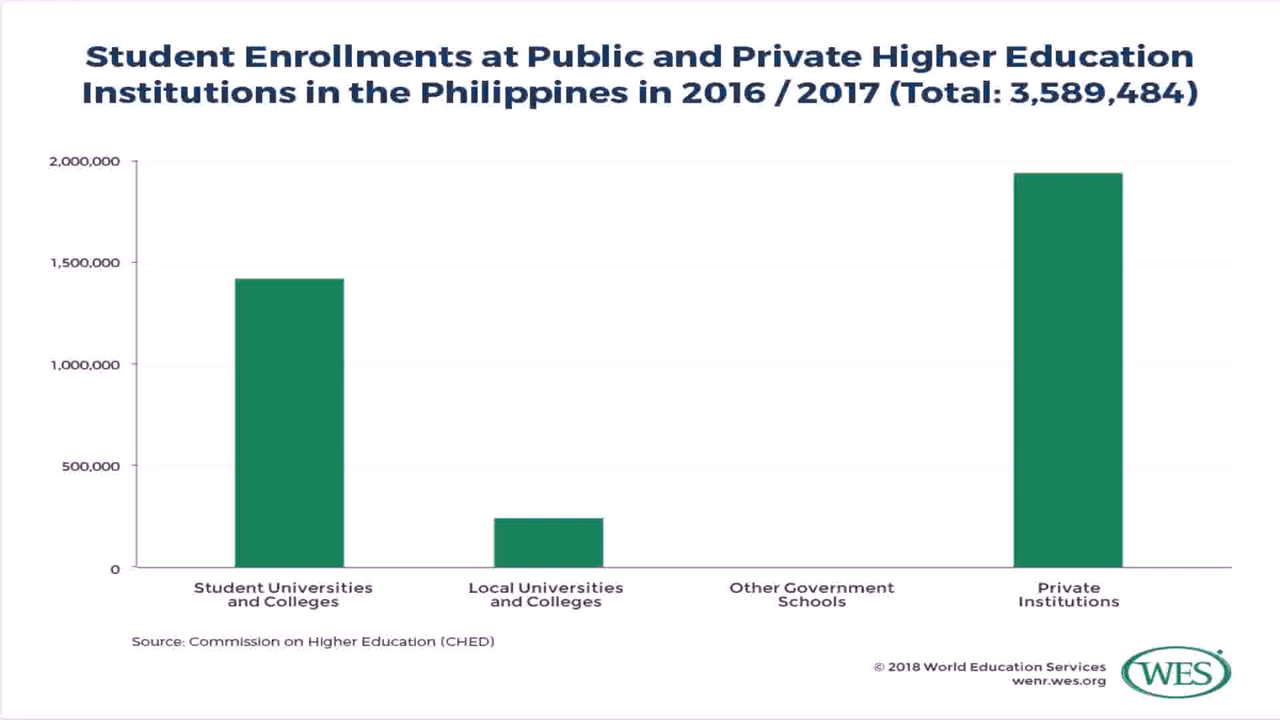 Student Enrollments at Public and Private Higher Education
Institutions in the Philippines in 2016 / 2017 (Total: 3,589,484)
2,000,000
1,500,000
1,000,000
500,000
0
Student Universities
and Colleges
Local Universities
and Colleges
Other Government
Schools
Private
Institutions
Source: Commission on Higher Education (CHED)
© 2018 World Education Services
wenr.wes.org
WES